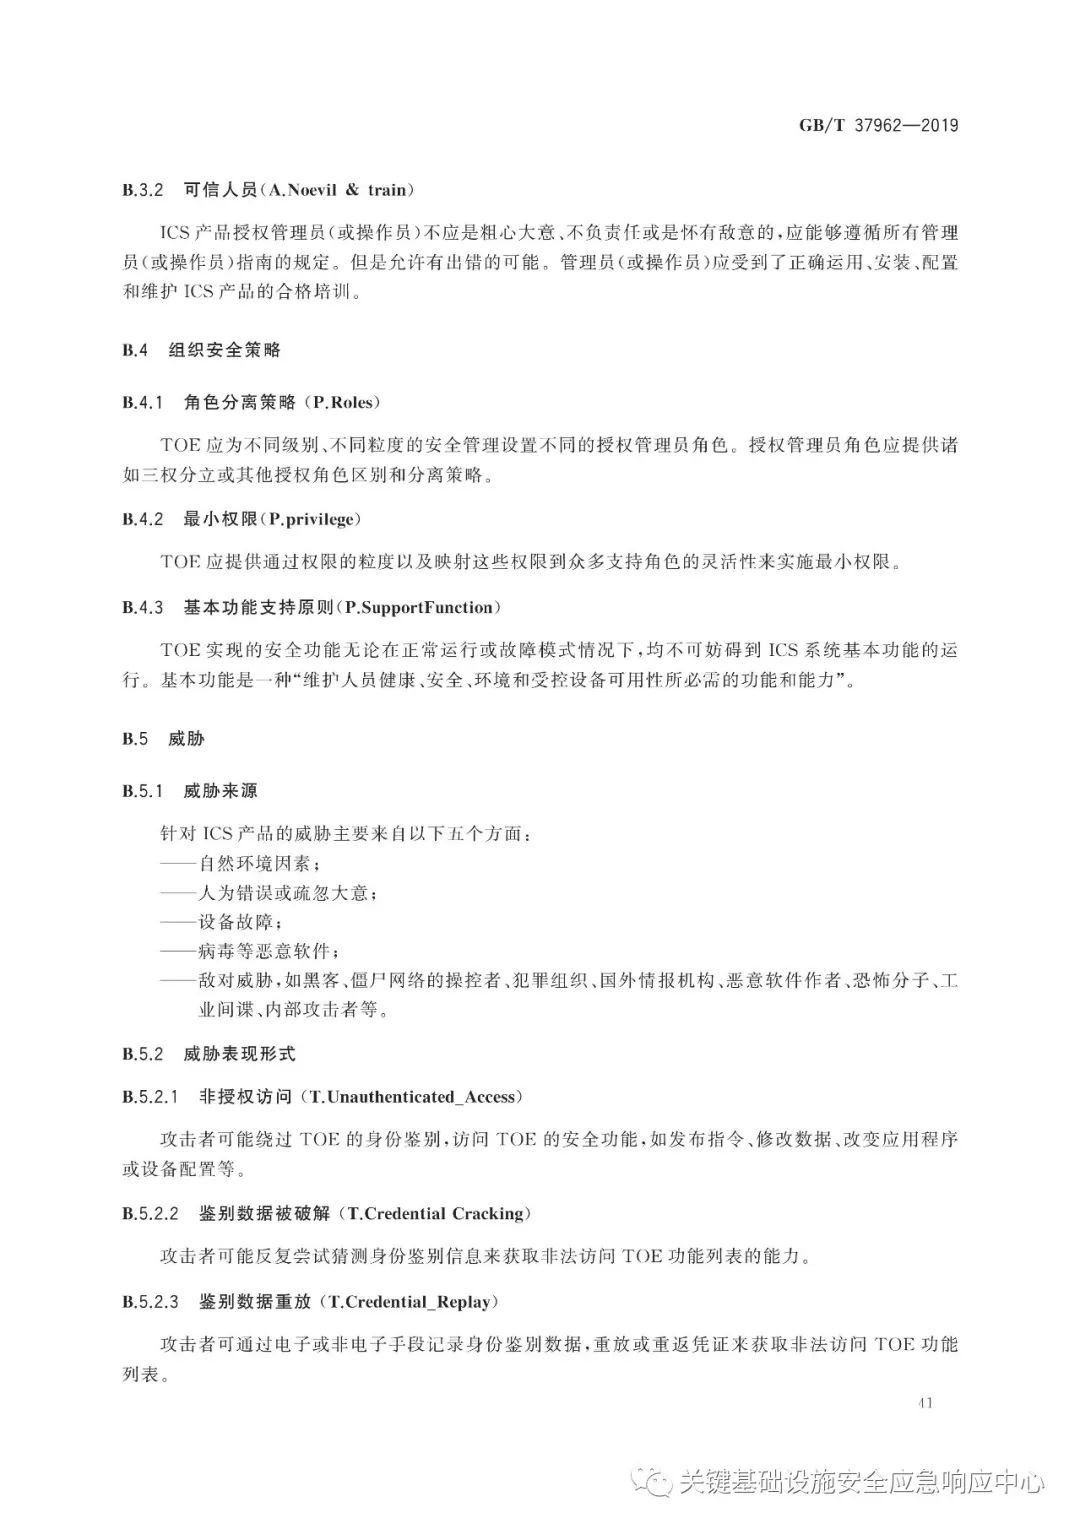 GB/T 37962—2019
B.3.2 可信人员(A.Noevil & train)
ICS 产品授权管理员(或操作员)不应是粗心大意、不负责任或是怀有敌意的,应能够遵循所有管理
员(或操作员)指南的规定。但是允许有出错的可能。管理员(或操作员)应受到了正确运用、安装、配置
和维护 ICS 产品的合格培训。
B.4 组织安全策略
B.4.1 角色分离策略 (P.Roles)
TOE 应为不同级别、不同粒度的安全管理设置不同的授权管理员角色。授权管理员角色应提供诸
如三权分立或其他授权角色区别和分离策略。
B.4.2 最小权限(P.privilege)
TOE 应提供通过权限的粒度以及映射这些权限到众多支持角色的灵活性来实施最小权限。
B.4.3 基本功能支持原则(P.SupportFunction)
TOE 实现的安全功能无论在正常运行或故障模式情况下,均不可妨碍到 ICS 系统基本功能的运
行。基本功能是一种“维护人员健康、安全、环境和受控设备可用性所必需的功能和能力”。
B.5 威胁
B.5.1 威胁来源
针对 ICS 产品的威胁主要来自以下五个方面:
——自然环境因素;
——人为错误或疏忽大意;
——设备故障;
——病毒等恶意软件;
——敌对威胁,如黑客、僵尸网络的操控者、犯罪组织、国外情报机构、恶意软件作者、恐怖分子、工
业间谍、内部攻击者等。
B.5.2 威胁表现形式
B.5.2.1 非授权访问 (T.Unauthenticated_Access)
攻击者可能绕过 TOE 的身份鉴别,访问 TOE 的安全功能,如发布指令、修改数据、改变应用程序
或设备配置等。
B.5.2.2 鉴别数据被破解 (T.Credential Cracking)
攻击者可能反复尝试猜测身份鉴别信息来获取非法访问 TOE 功能列表的能力。
B.5.2.3 鉴别数据重放 (T.Credential_Replay)
攻击者可通过电子或非电子手段记录身份鉴别数据,重放或重返凭证来获取非法访问 TOE 功能
列表。
41
关键基础设施安全应急响应中心